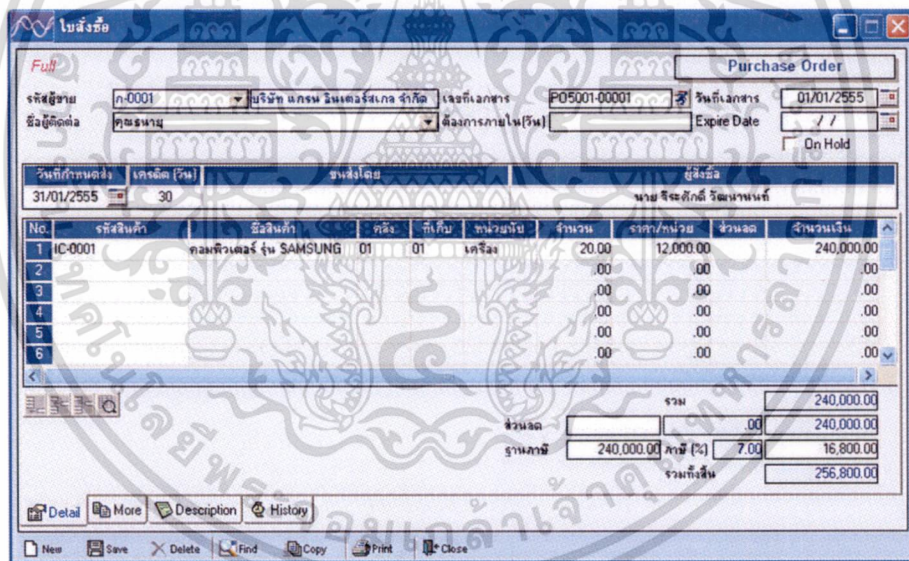 ใบสั่งซื้อ
Full
Purchase Order
รหัสผู้ขาย ก-0001 บริษัท แกรน อินเตอร์สเกล จำกัด เลขที่เอกสาร PO5001-00001 วันที่เอกสาร 01/01/2555
ชื่อผู้ติดต่อ คุณธนายุ ต้องการภายใน(วัน) Expire Date / /
On Hold
วันที่กำหนดส่ง เครดิต (วัน) ขนส่งโดย ผู้สั่งซื้อ
31/01/2555 30 นาย จิระศักดิ์ วัฒนานนท์
No. รหัสสินค้า ชื่อสินค้า คลัง ที่เก็บ หน่วยนับ จำนวน ราคา/หน่วย ส่วนลด จำนวนเงิน
1 IC-0001 คอมพิวเตอร์ รุ่น SAMSUNG 01 01 เครื่อง 20.00 12,000.00 240,000.00
2 .00 .00 .00
3 .00 .00 .00
4 .00 .00 .00
5 .00 .00 .00
6 .00 .00 .00
รวม 240,000.00
ส่วนลด .00 240,000.00
ฐานภาษี 240,000.00 ภาษี (%) 7.00 16,800.00
รวมทั้งสิ้น 256,800.00
Detail More Description History
New Save Delete Find Copy Print Close